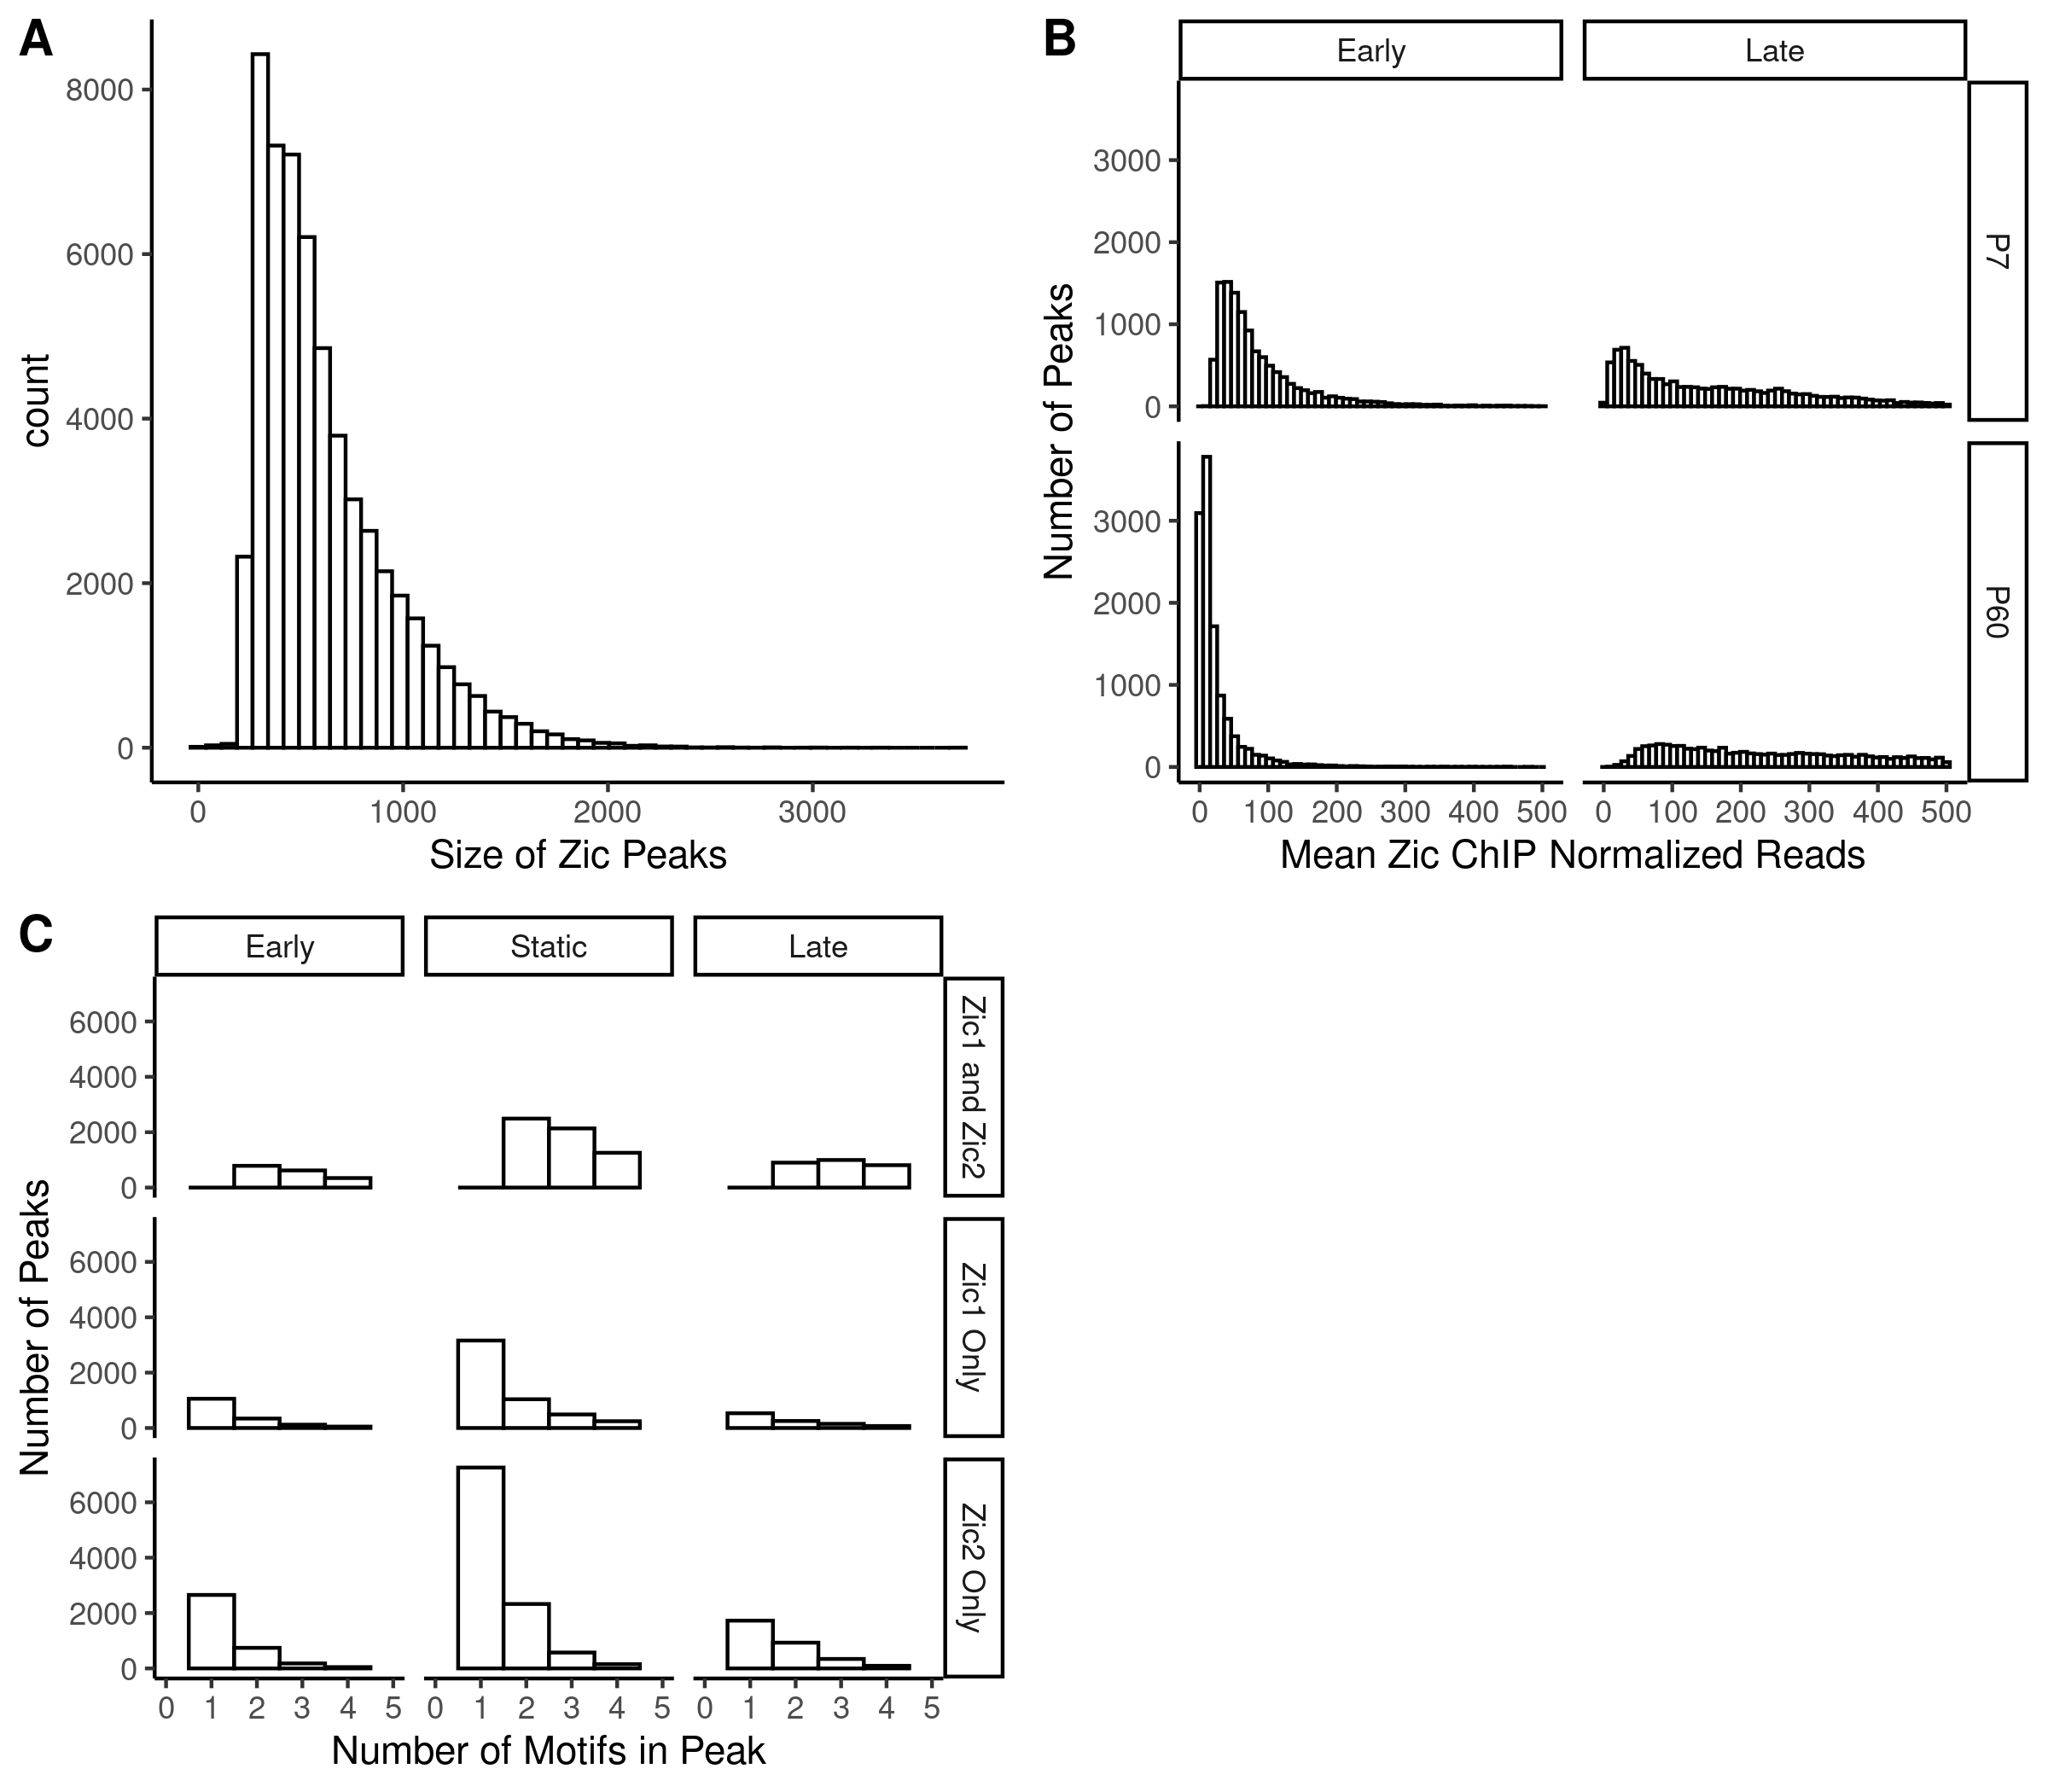 A
8000
6000
4000
2000
0
count
0 1000 2000 3000
Size of Zic Peaks
B
Early Late
3000
2000
1000
0
P7
3000
2000
1000
0
P60
Number of Peaks
0 100 200 300 400 500 0 100 200 300 400 500
Mean Zic ChIP Normalized Reads
C
Early Static Late
6000
4000
2000
0
Zic1 and Zic2
6000
4000
2000
0
Zic1 Only
6000
4000
2000
0
Zic2 Only
Number of Peaks
0 1 2 3 4 5 0 1 2 3 4 5 0 1 2 3 4 5
Number of Motifs in Peak